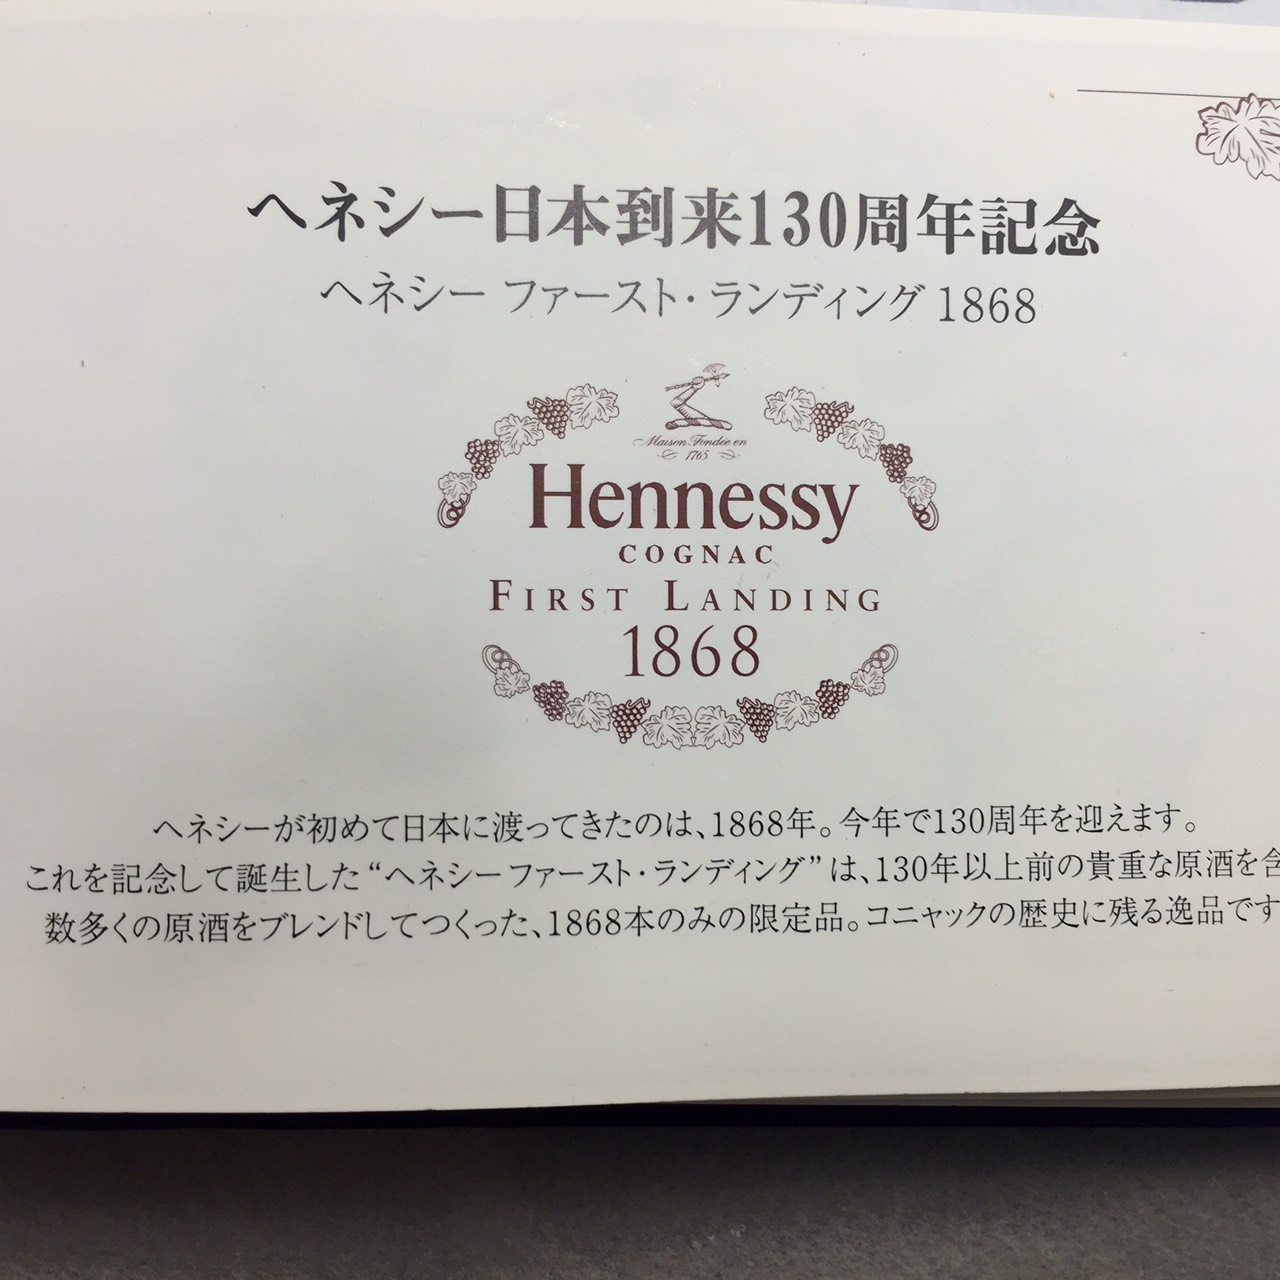 ヘネシー日本到来130周年記念
ヘネシー ファースト・ランディング 1868
Maison Fondée en
1765
Hennessy
COGNAC
FIRST LANDING
1868
ヘネシーが初めて日本に渡ってきたのは、1868年。今年で130周年を迎えます。
これを記念して誕生した“ヘネシー ファースト・ランディング”は、130年以上前の貴重な原酒を含
数多くの原酒をブレンドしてつくった、1868本のみの限定品。コニャックの歴史に残る逸品です